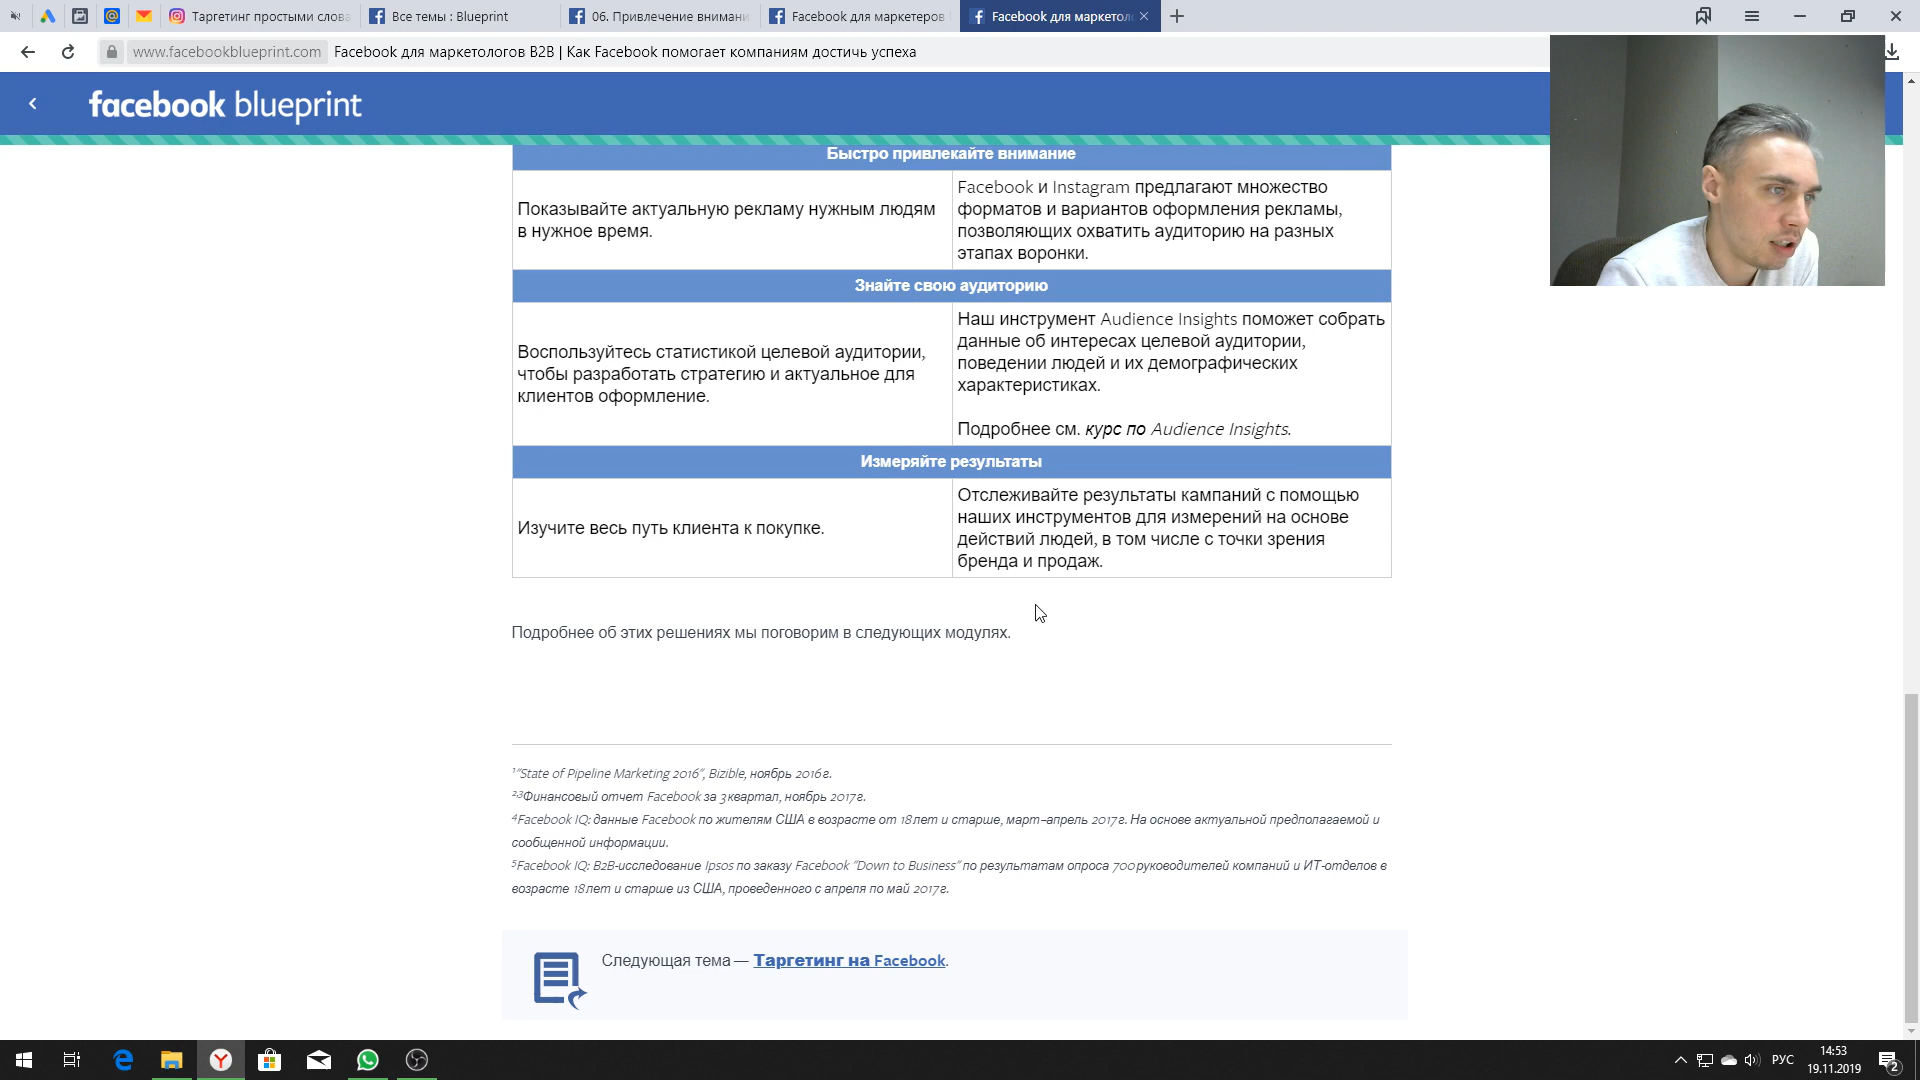 Таргетинг простыми слова
Все темы : Blueprint
06. Привлечение внимани
Facebook для маркетеров
Facebook для маркетол
www.facebookblueprint.com
Facebook для маркетологов B2B | Как Facebook помогает компаниям достичь успеха
facebook blueprint
Быстро привлекайте внимание
Показывайте актуальную рекламу нужным людям
в нужное время.
Facebook и Instagram предлагают множество
форматов и вариантов оформления рекламы,
позволяющих охватить аудиторию на разных
этапах воронки.
Знайте свою аудиторию
Воспользуйтесь статистикой целевой аудитории,
чтобы разработать стратегию и актуальное для
клиентов оформление.
Наш инструмент Audience Insights поможет собрать
данные об интересах целевой аудитории,
поведении людей и их демографических
характеристиках.
Подробнее см. курс по Audience Insights.
Измеряйте результаты
Изучите весь путь клиента к покупке.
Отслеживайте результаты кампаний с помощью
наших инструментов для измерений на основе
действий людей, в том числе с точки зрения
бренда и продаж.
Подробнее об этих решениях мы поговорим в следующих модулях.
¹"State of Pipeline Marketing 2016", Bizible, ноябрь 2016 г.
²,³Финансовый отчет Facebook за 3 квартал, ноябрь 2017 г.
⁴Facebook IQ: данные Facebook по жителям США в возрасте от 18 лет и старше, март–апрель 2017 г. На основе актуальной предполагаемой и
сообщенной информации.
⁵Facebook IQ: B2B-исследование Ipsos по заказу Facebook "Down to Business" по результатам опроса 700 руководителей компаний и ИТ-отделов в
возрасте 18 лет и старше из США, проведенного с апреля по май 2017 г.
Следующая тема — Таргетинг на Facebook.
РУС
14:53
19.11.2019
2